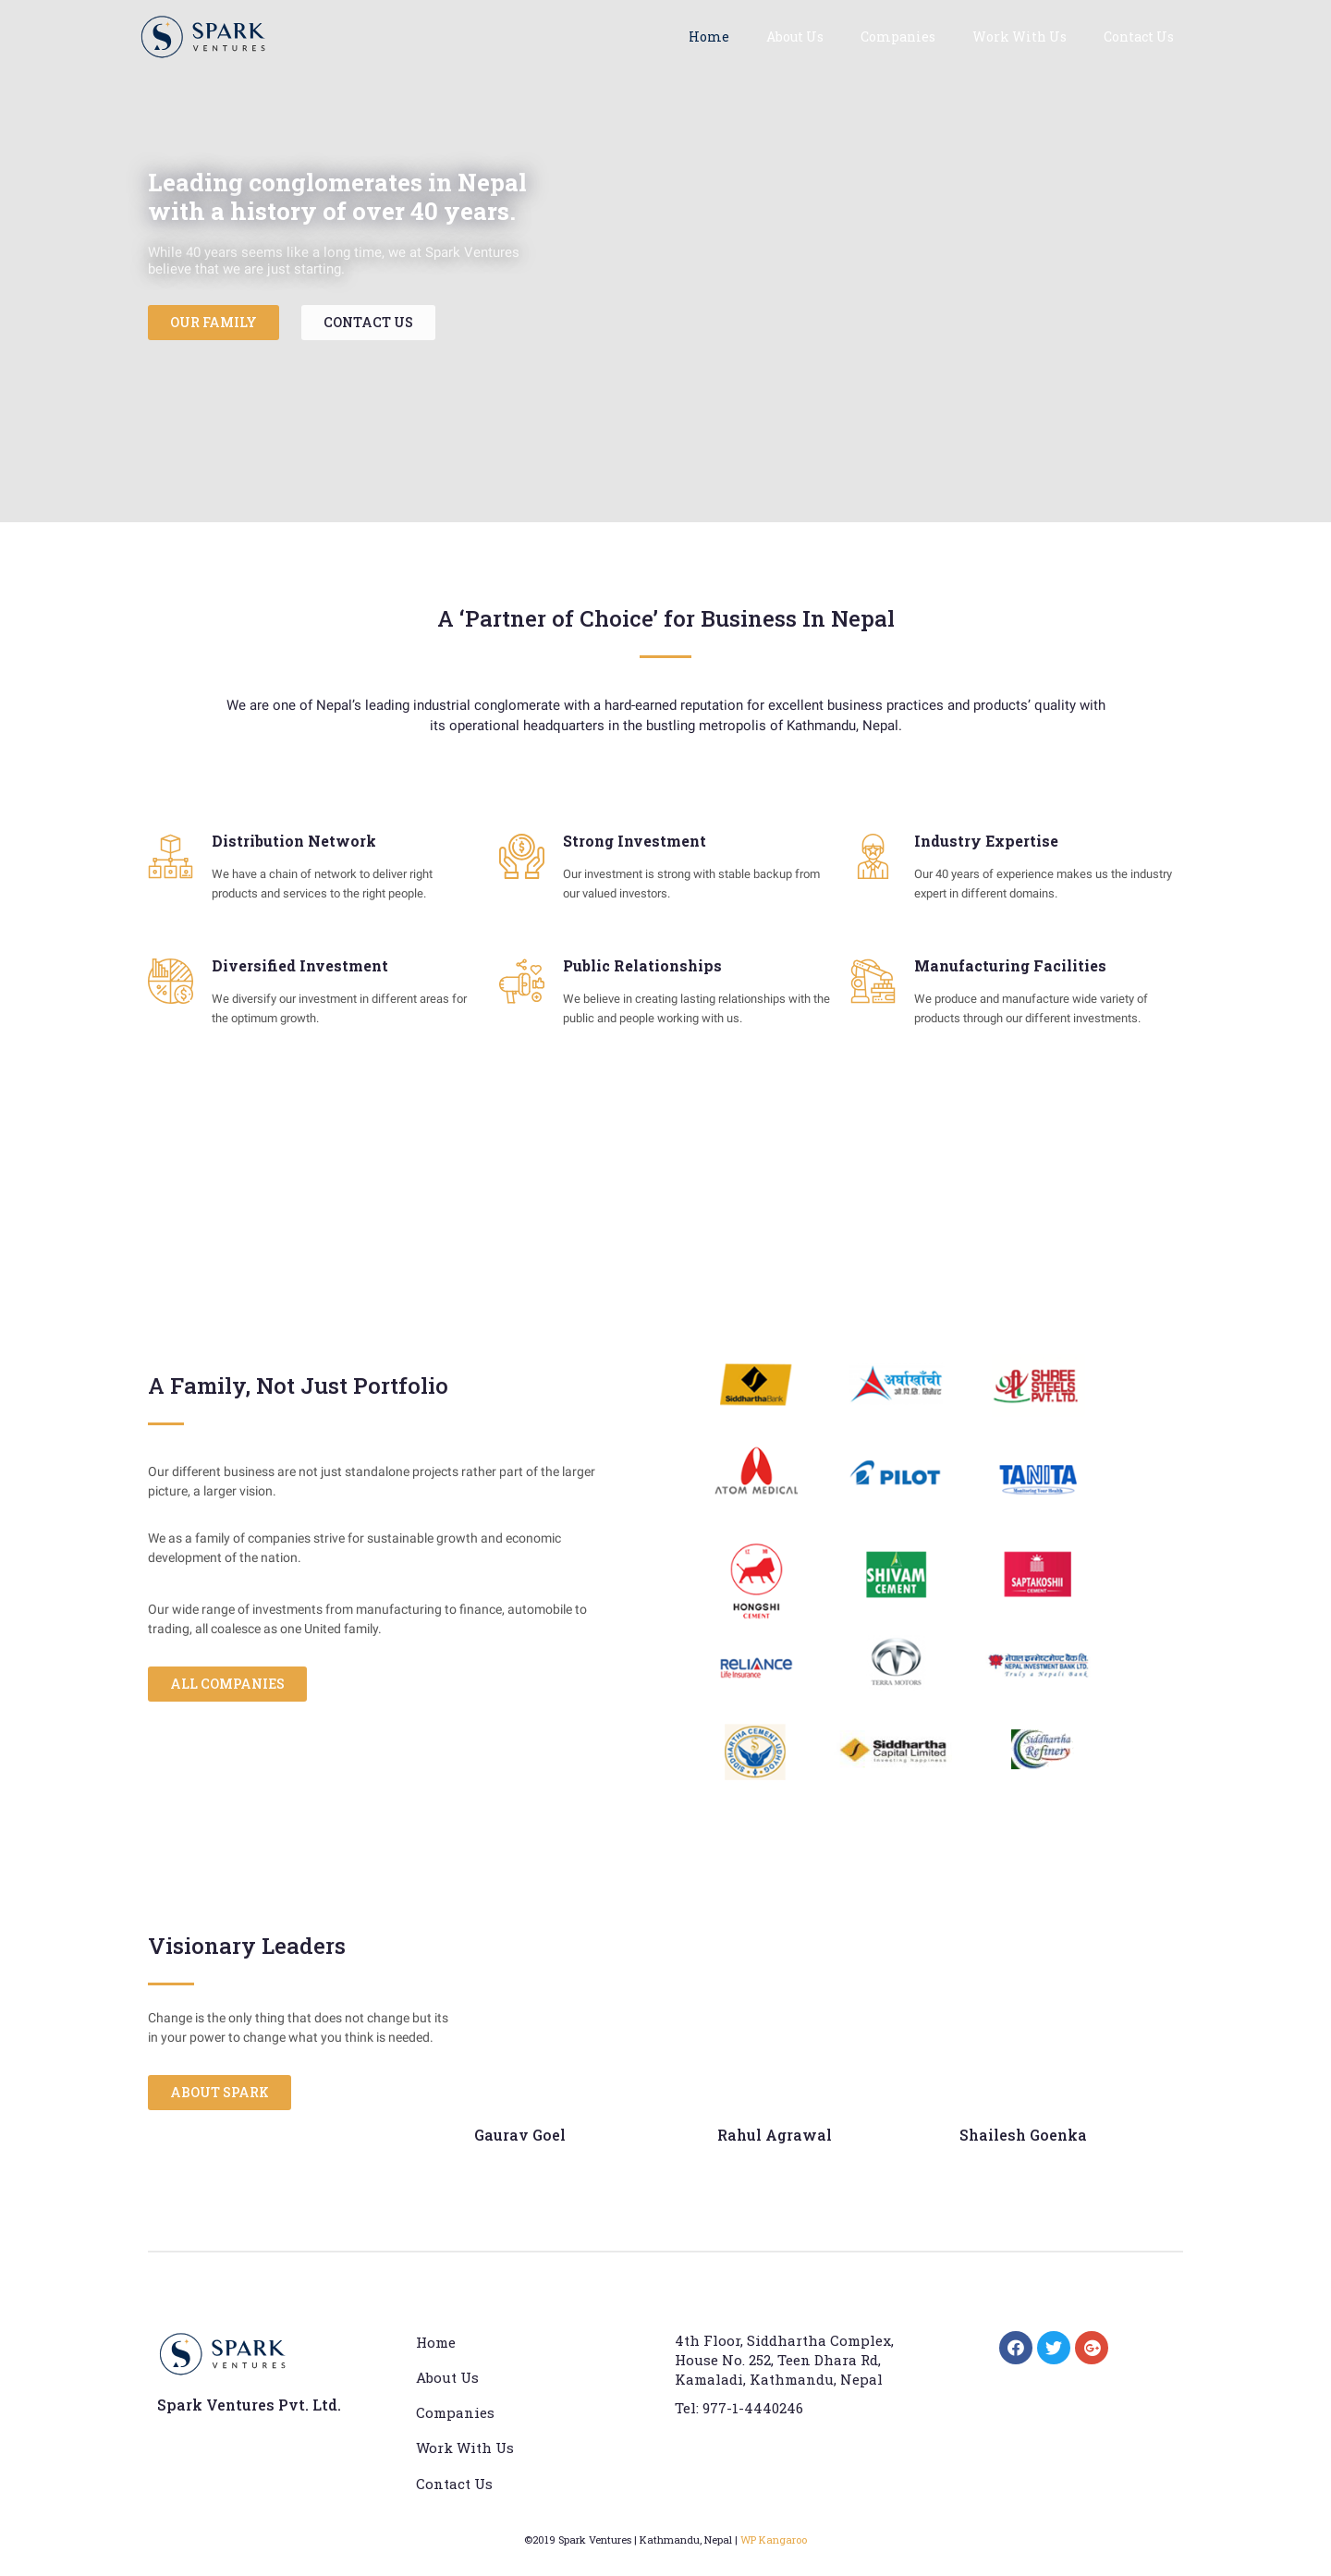 SPARK
VENTURES
Home
About Us
Companies
Work With Us
Contact Us
Leading conglomerates in Nepal
with a history of over 40 years.
While 40 years seems like a long time, we at Spark Ventures
believe that we are just starting.
OUR FAMILY
CONTACT US
A ‘Partner of Choice’ for Business In Nepal
We are one of Nepal’s leading industrial conglomerate with a hard-earned reputation for excellent business practices and products’ quality with
its operational headquarters in the bustling metropolis of Kathmandu, Nepal.
Distribution Network
We have a chain of network to deliver right
products and services to the right people.
Strong Investment
Our investment is strong with stable backup from
our valued investors.
Industry Expertise
Our 40 years of experience makes us the industry
expert in different domains.
Diversified Investment
We diversify our investment in different areas for
the optimum growth.
Public Relationships
We believe in creating lasting relationships with the
public and people working with us.
Manufacturing Facilities
We produce and manufacture wide variety of
products through our different investments.
A Family, Not Just Portfolio
Our different business are not just standalone projects rather part of the larger
picture, a larger vision.
We as a family of companies strive for sustainable growth and economic
development of the nation.
Our wide range of investments from manufacturing to finance, automobile to
trading, all coalesce as one United family.
ALL COMPANIES
SiddharthaBank
अर्घाखाँची
ओ.पि.सि. सिमेन्ट
श्री SHREE
STEELS
PVT. LTD.
ATOM MEDICAL
PILOT
TANITA
Monitoring Your Health
HONGSHI
CEMENT
SHIVAM
CEMENT
SAPTAKOSHII
CEMENT
RELIANCE
Life Insurance
TERRA MOTORS
नेपाल इन्भेष्टमेण्ट बैंक लि.
NEPAL INVESTMENT BANK LTD.
Truly a Nepali Bank
SIDDHARTHA CEMENT UDHYOG
Siddhartha
Capital Limited
Investing happiness
Siddhartha
Refinery
Visionary Leaders
Change is the only thing that does not change but its
in your power to change what you think is needed.
ABOUT SPARK
Gaurav Goel
Rahul Agrawal
Shailesh Goenka
SPARK
VENTURES
Spark Ventures Pvt. Ltd.
Home
About Us
Companies
Work With Us
Contact Us
4th Floor, Siddhartha Complex,
House No. 252, Teen Dhara Rd,
Kamaladi, Kathmandu, Nepal
Tel: 977-1-4440246
©2019 Spark Ventures | Kathmandu, Nepal | WP Kangaroo